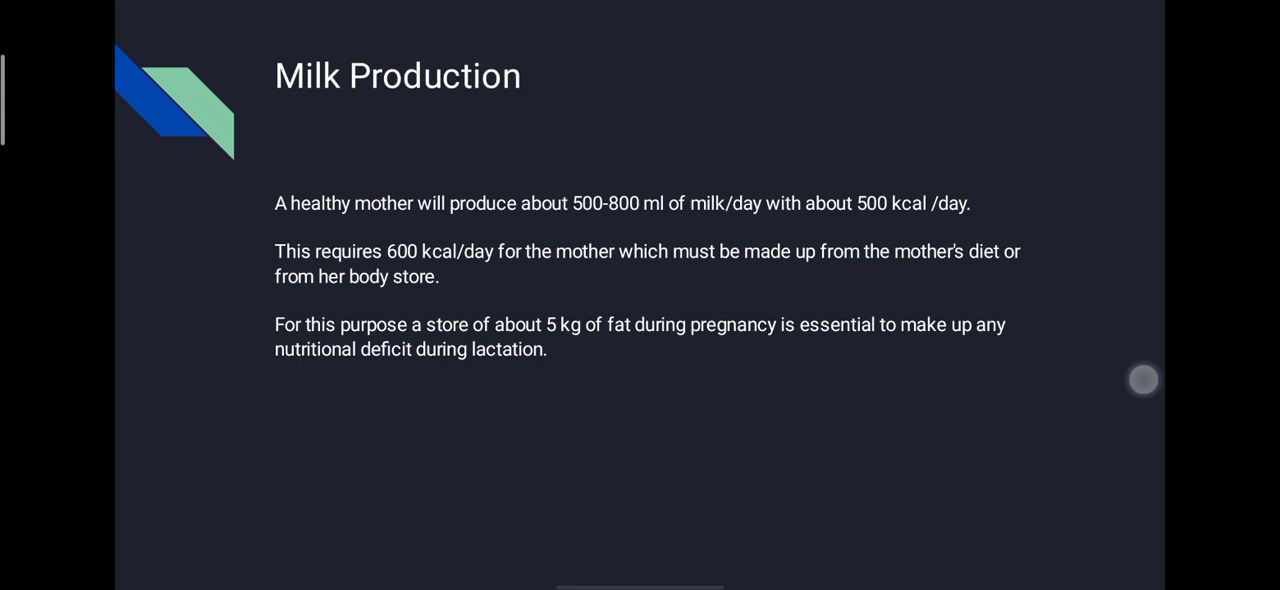 Milk Production
A healthy mother will produce about 500-800 ml of milk/day with about 500 kcal /day.
This requires 600 kcal/day for the mother which must be made up from the mother's diet or
from her body store.
For this purpose a store of about 5 kg of fat during pregnancy is essential to make up any
nutritional deficit during lactation.